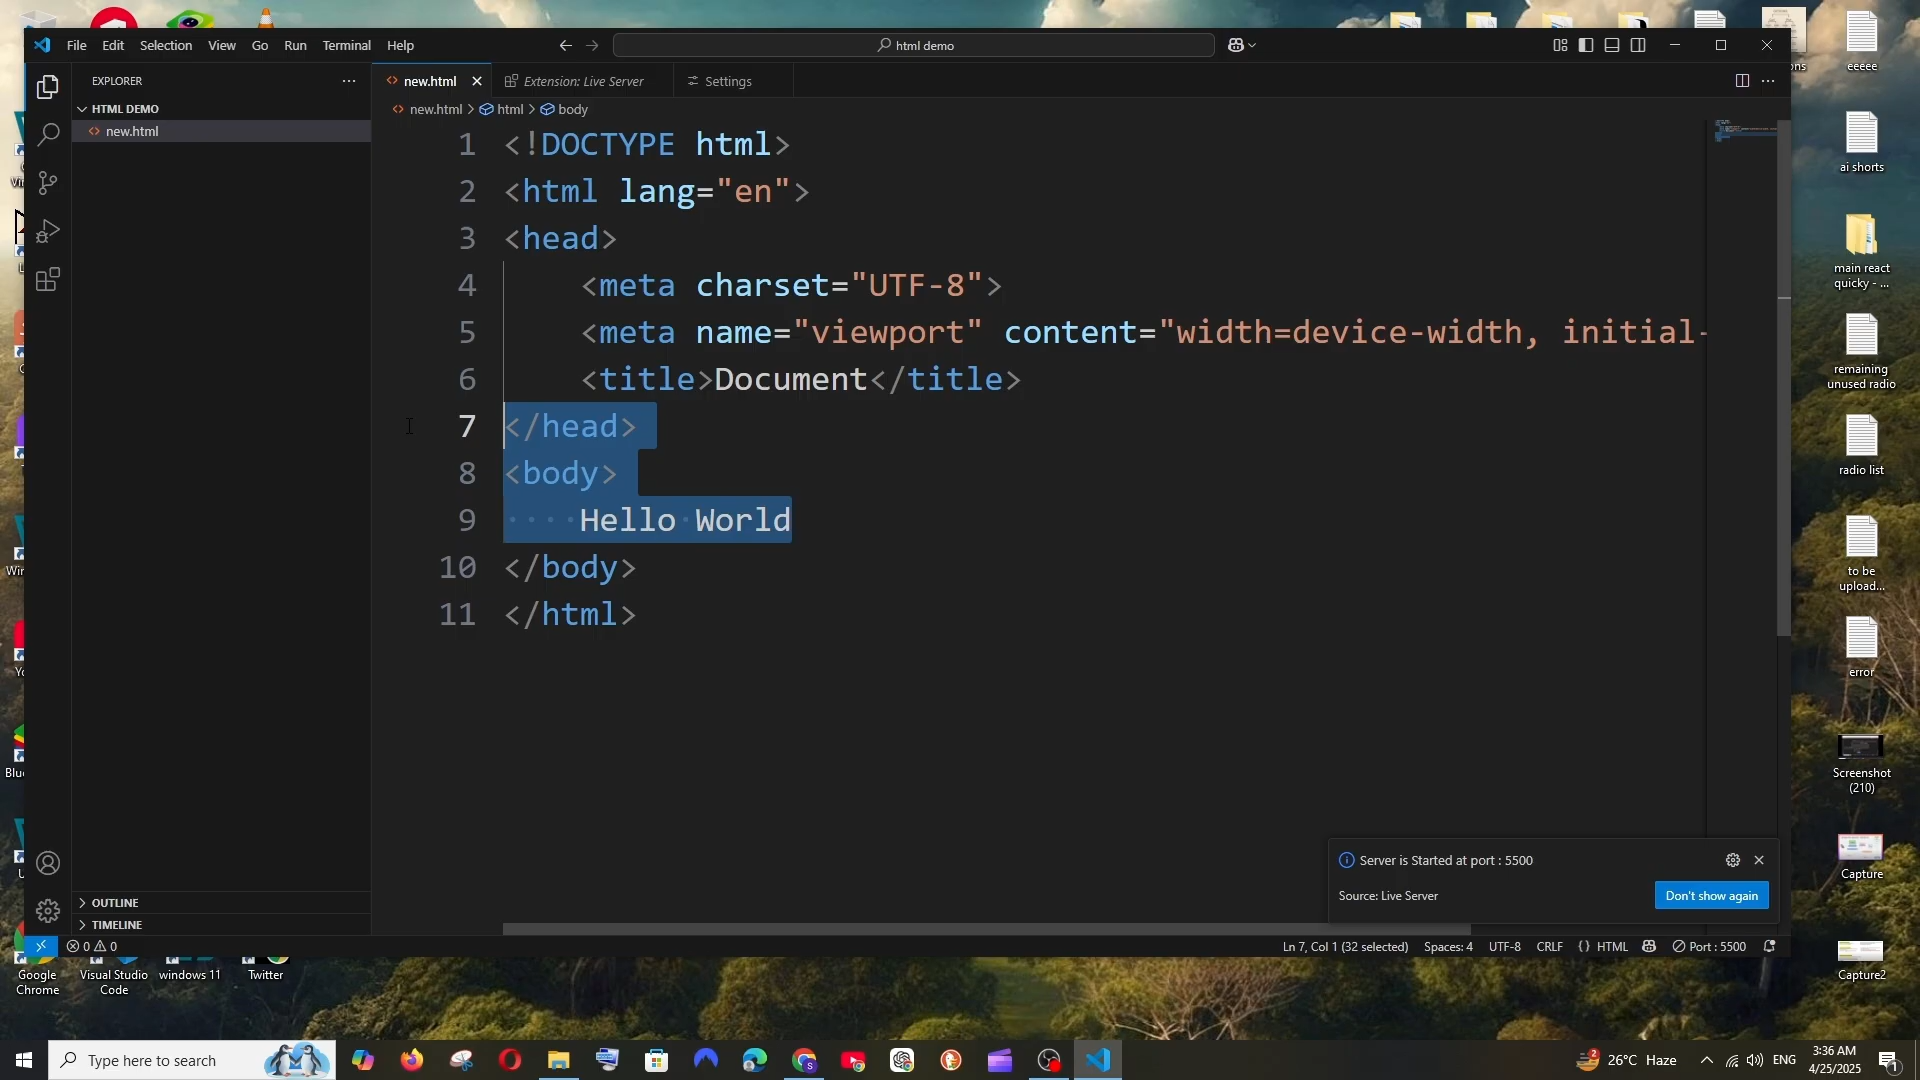 File Edit Selection View Go Run Terminal Help
html demo
EXPLORER
HTML DEMO
new.html
OUTLINE
TIMELINE
new.html
Extension: Live Server
Settings
new.html > html > body
1 <!DOCTYPE html>
2 <html lang="en">
3 <head>
4 <meta charset="UTF-8">
5 <meta name="viewport" content="width=device-width, initial-
6 <title>Document</title>
7 </head>
8 <body>
9 Hello World
10 </body>
11 </html>
Server is Started at port : 5500
Source: Live Server
Don't show again
0 0
Ln 7, Col 1 (32 selected) Spaces: 4 UTF-8 CRLF {} HTML Port : 5500
eeeee
ai shorts
main react
quicky - ...
remaining
unused radio
radio list
to be
upload...
error
Screenshot
(210)
Capture
Capture2
Google
Chrome
Visual Studio
Code
windows 11
Twitter
Type here to search
2
26°C Haze
ENG
3:36 AM
4/25/2025
1